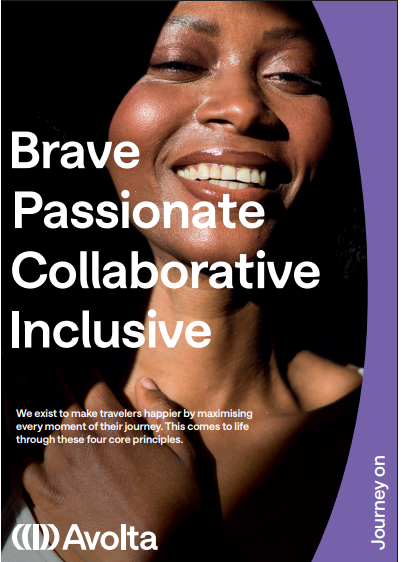 Brave
Passionate
Collaborative
Inclusive
We exist to make travelers happier by maximising
every moment of their journey. This comes to life
through these four core principles.
Avolta
Journey on